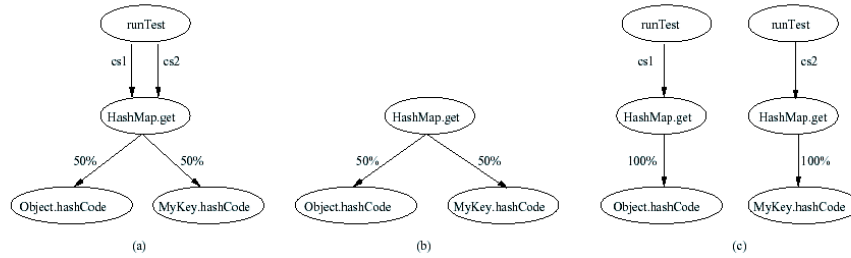 runTest
cs1
cs2
HashMap.get
50%
50%
Object.hashCode
MyKey.hashCode
(a)
HashMap.get
50%
50%
Object.hashCode
MyKey.hashCode
(b)
runTest
runTest
cs1
cs2
HashMap.get
HashMap.get
100%
100%
Object.hashCode
MyKey.hashCode
(c)